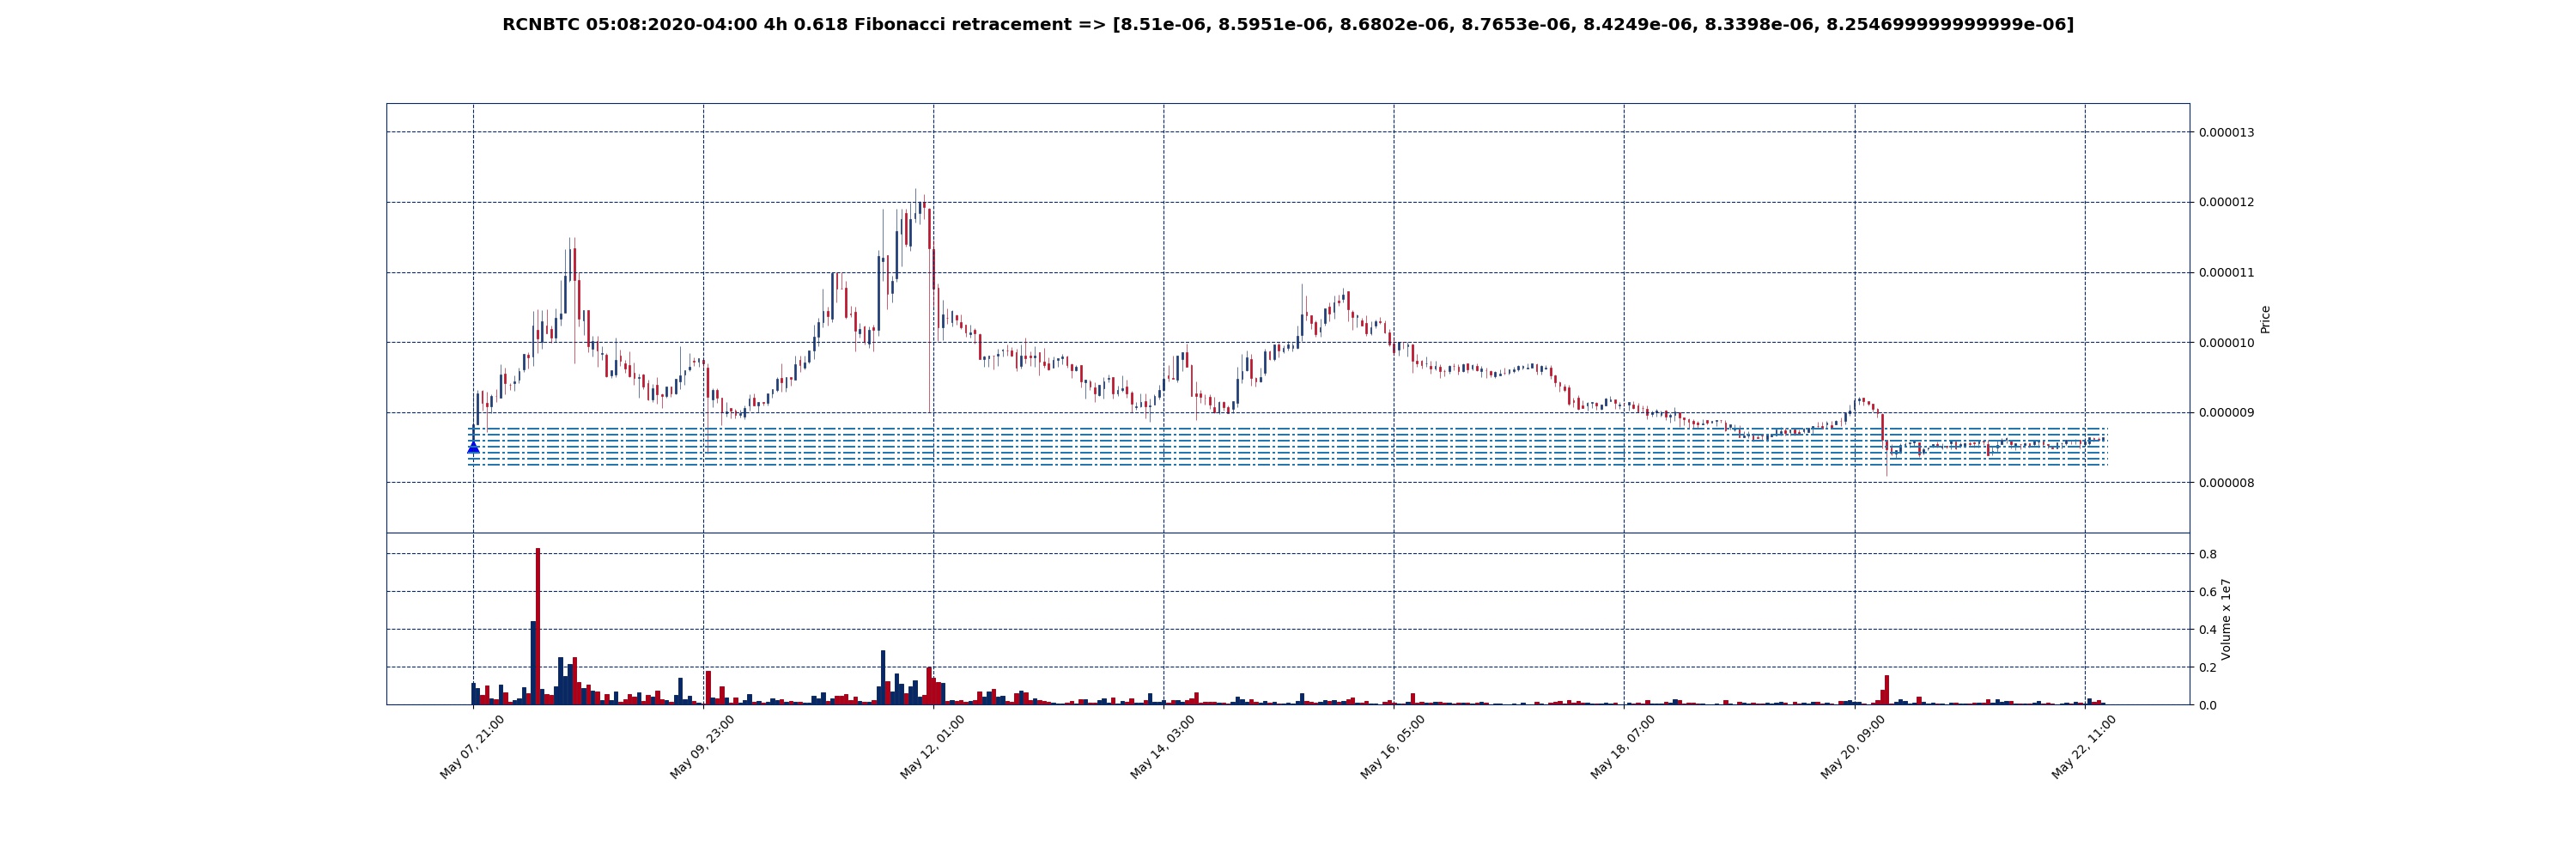 RCNBTC 05:08:2020-04:00 4h 0.618 Fibonacci retracement => [8.51e-06, 8.5951e-06, 8.6802e-06, 8.7653e-06, 8.4249e-06, 8.3398e-06, 8.254699999999999e-06]
0.000013
0.000012
0.000011
0.000010
0.000009
0.000008
Price
0.8
0.6
0.4
0.2
0.0
Volume x 1e7
May 07, 21:00
May 09, 23:00
May 12, 01:00
May 14, 03:00
May 16, 05:00
May 18, 07:00
May 20, 09:00
May 22, 11:00